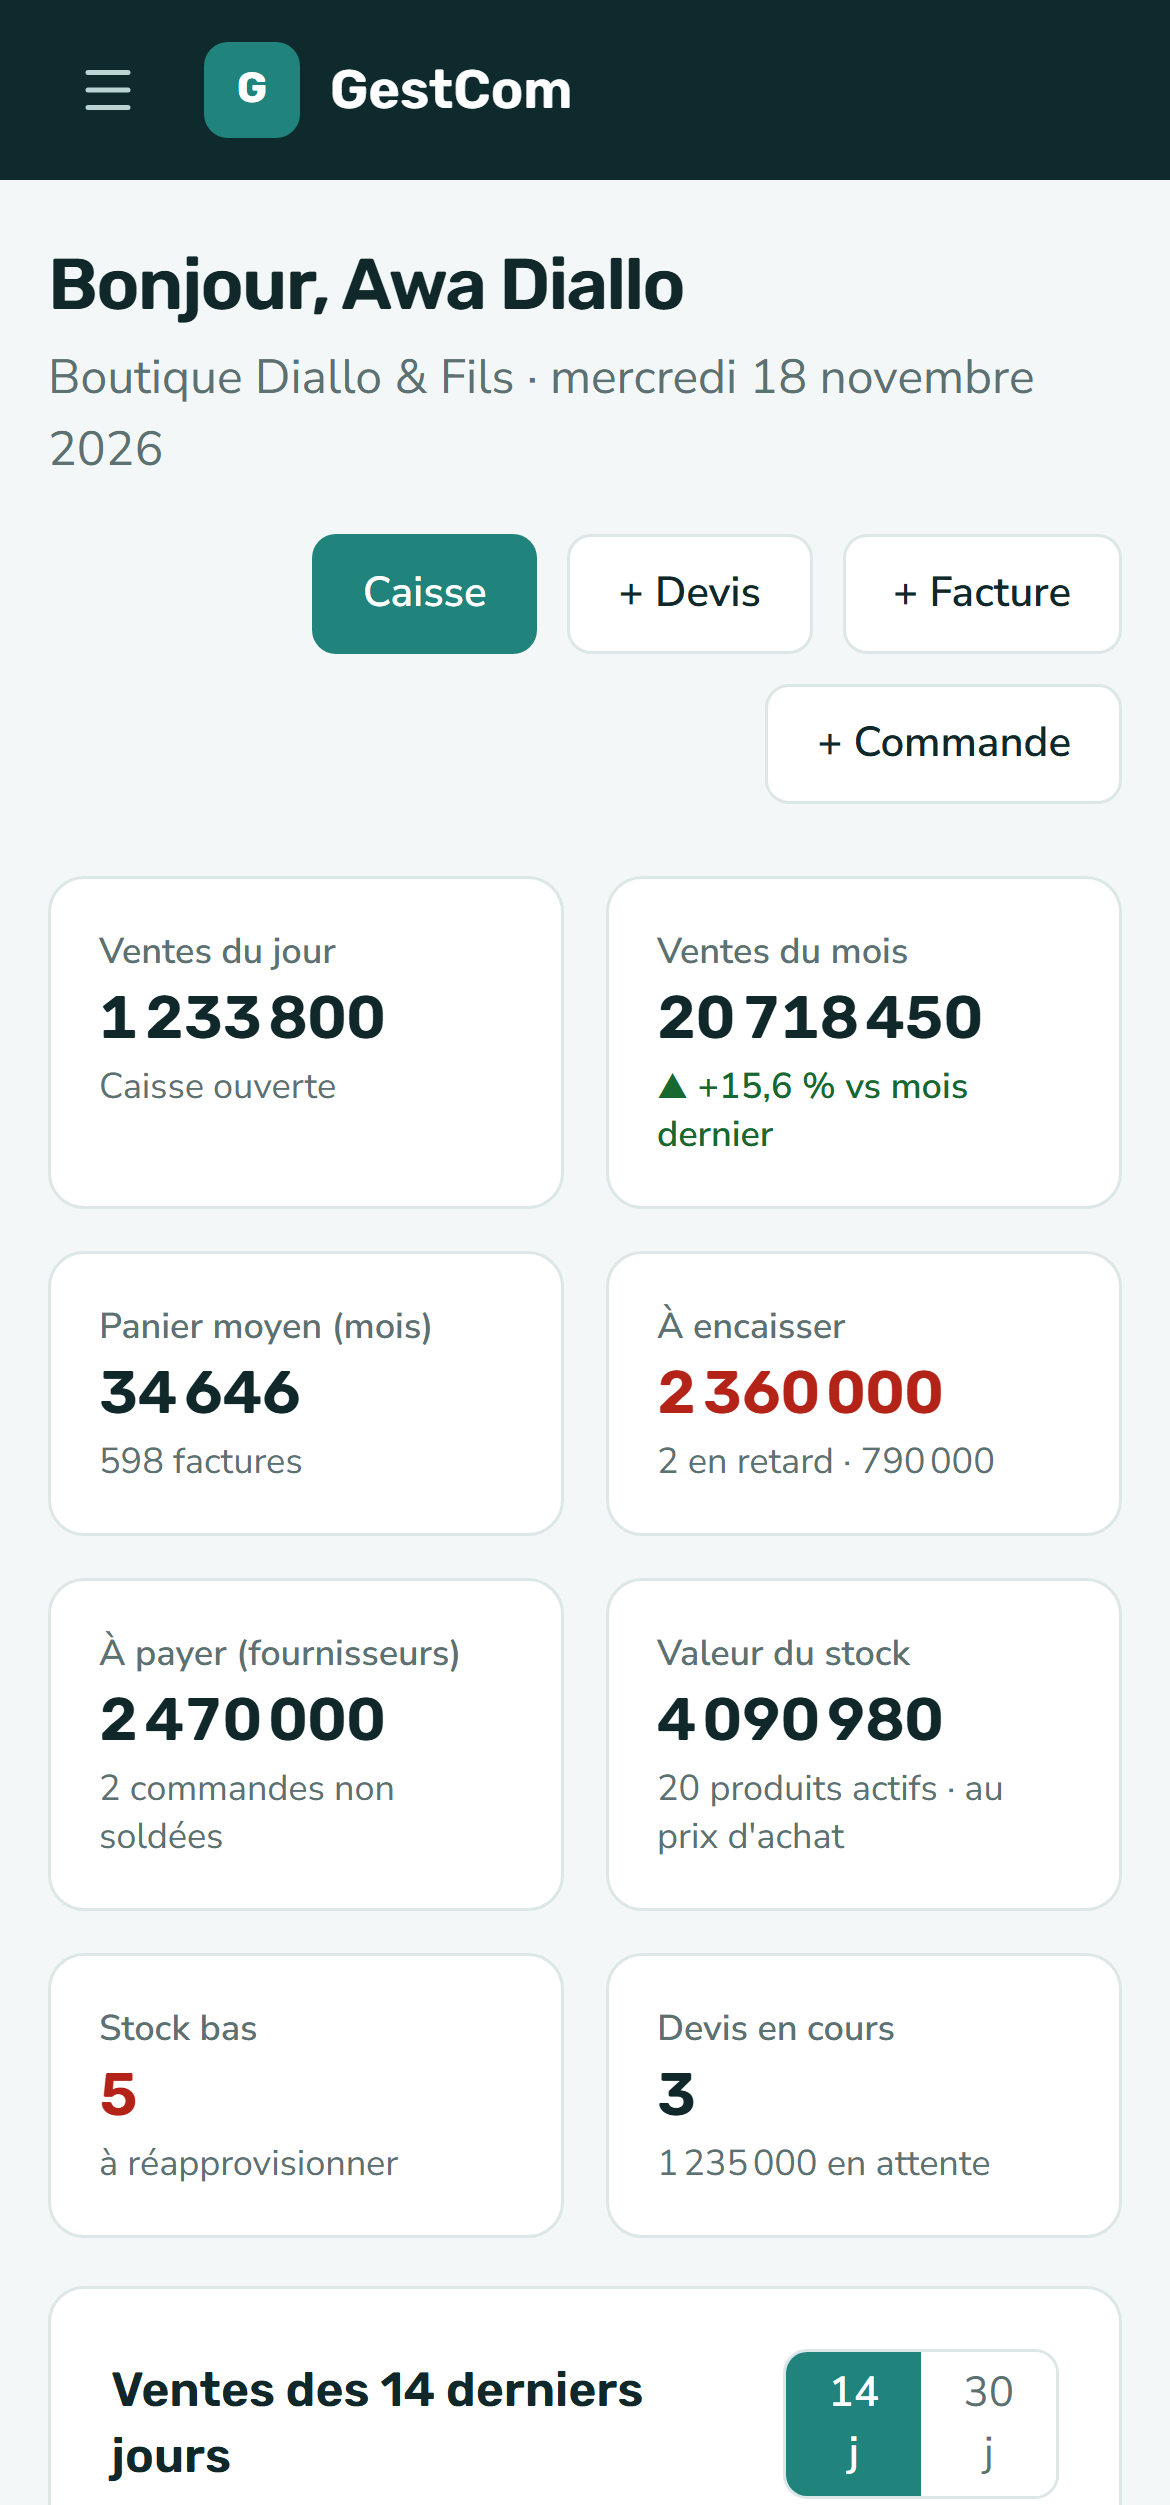 G GestCom
Bonjour, Awa Diallo
Boutique Diallo & Fils · mercredi 18 novembre
2026
Caisse
+ Devis
+ Facture
+ Commande
Ventes du jour
1 233 800
Caisse ouverte
Ventes du mois
20 718 450
▲ +15,6 % vs mois
dernier
Panier moyen (mois)
34 646
598 factures
À encaisser
2 360 000
2 en retard · 790 000
À payer (fournisseurs)
2 470 000
2 commandes non
soldées
Valeur du stock
4 090 980
20 produits actifs · au
prix d'achat
Stock bas
5
à réapprovisionner
Devis en cours
3
1 235 000 en attente
Ventes des 14 derniers
jours
14
j
30
j